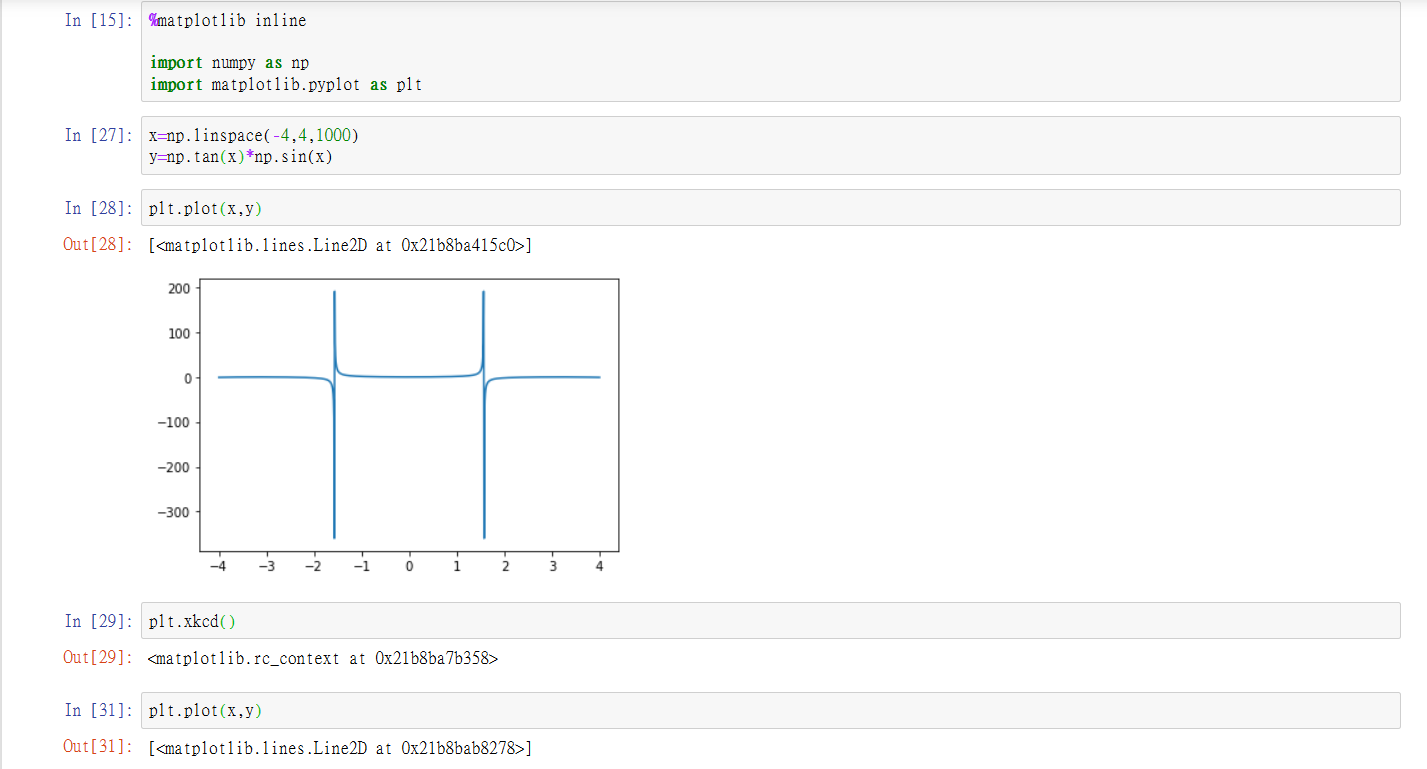 In [15]: %matplotlib inline
import numpy as np
import matplotlib.pyplot as plt
In [27]: x=np.linspace(-4,4,1000)
y=np.tan(x)*np.sin(x)
In [28]: plt.plot(x,y)
Out[28]: [<matplotlib.lines.Line2D at 0x21b8ba415c0>]
200
100
0
−100
−200
−300
−4 −3 −2 −1 0 1 2 3 4
In [29]: plt.xkcd()
Out[29]: <matplotlib.rc_context at 0x21b8ba7b358>
In [31]: plt.plot(x,y)
Out[31]: [<matplotlib.lines.Line2D at 0x21b8bab8278>]